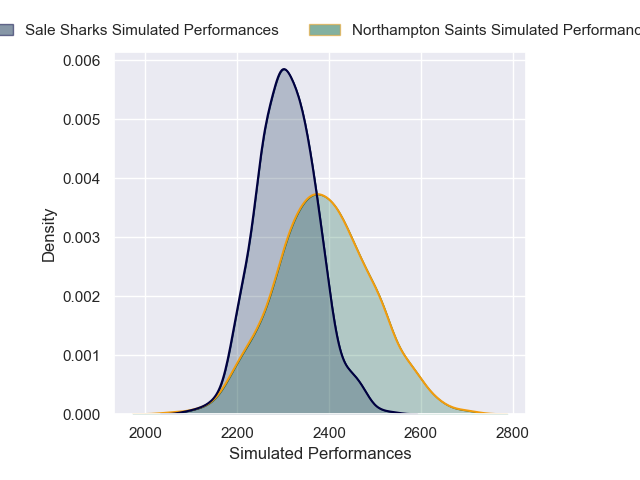 Sale Sharks Simulated Performances Northampton Saints Simulated
0.006
0.005
0.004
0.003
0.002
0.001
0.000
Density
2000 2200 2400 2600 2800
Simulated Performances